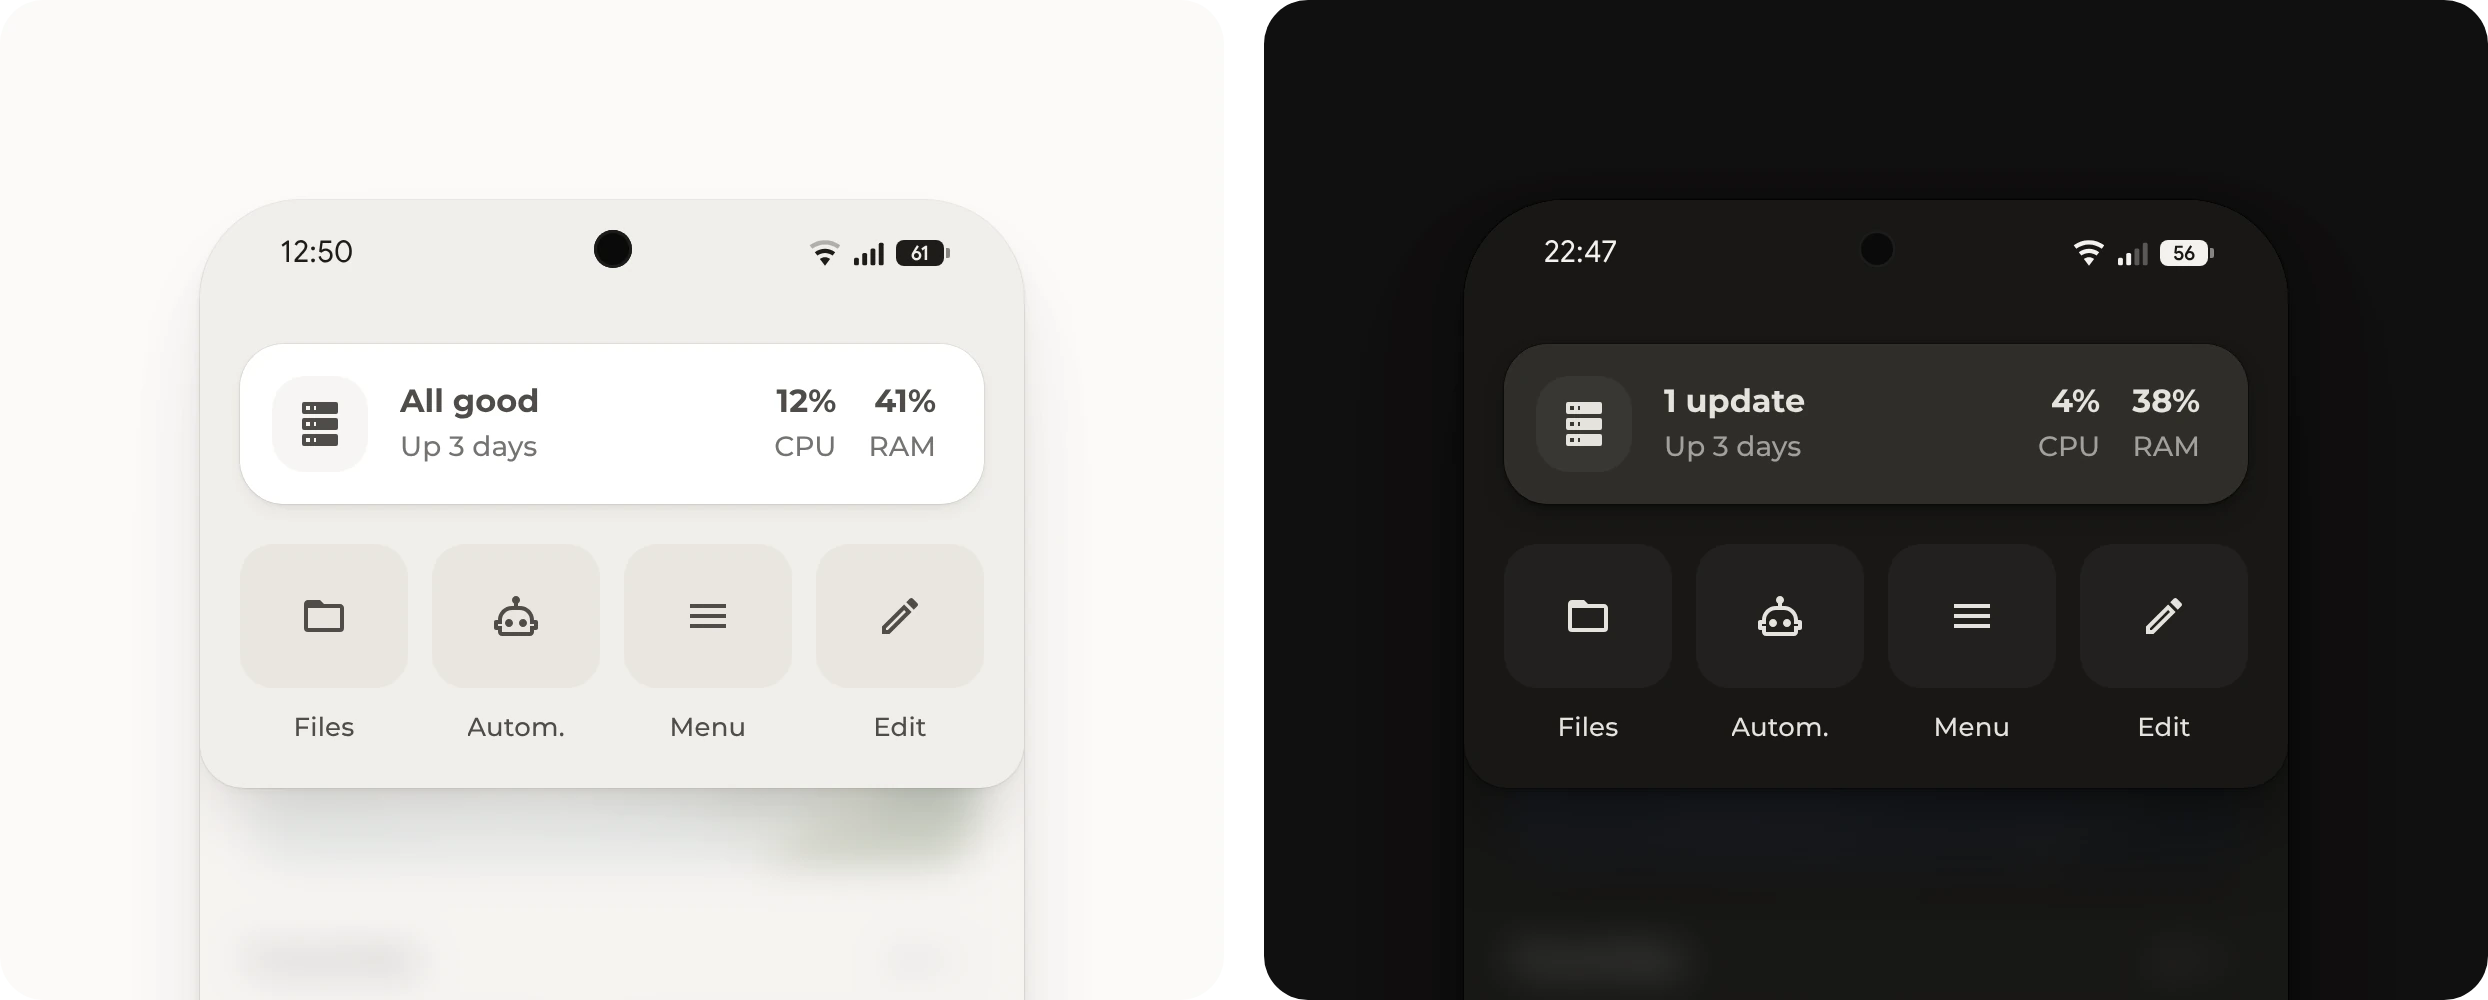 12:50
61
All good
Up 3 days
12% 41%
CPU RAM
Files Autom. Menu Edit
22:47
56
1 update
Up 3 days
4% 38%
CPU RAM
Files Autom. Menu Edit